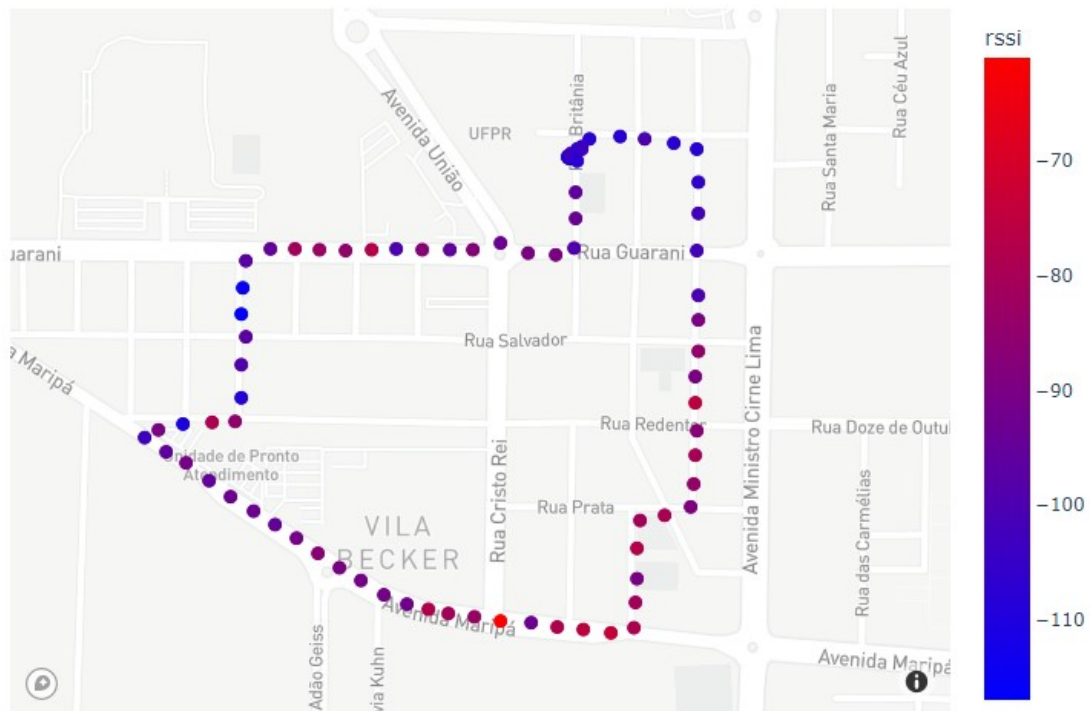 rssi
−70
−80
−90
−100
−110
Avenida União
UFPR
Britânia
Rua Santa Maria
Rua Céu Azul
uarani
Rua Guarani
Rua Salvador
a Maripá
Rua Redentor
Rua Doze de Outul
Unidade de Pronto
Atendimento
Rua Cristo Rei
Rua Prata
Avenida Ministro Cirne Lima
Rua das Carmélias
VILA
BECKER
Avenida Maripá
Adão Geiss
via Kuhn
Avenida Maripá
i